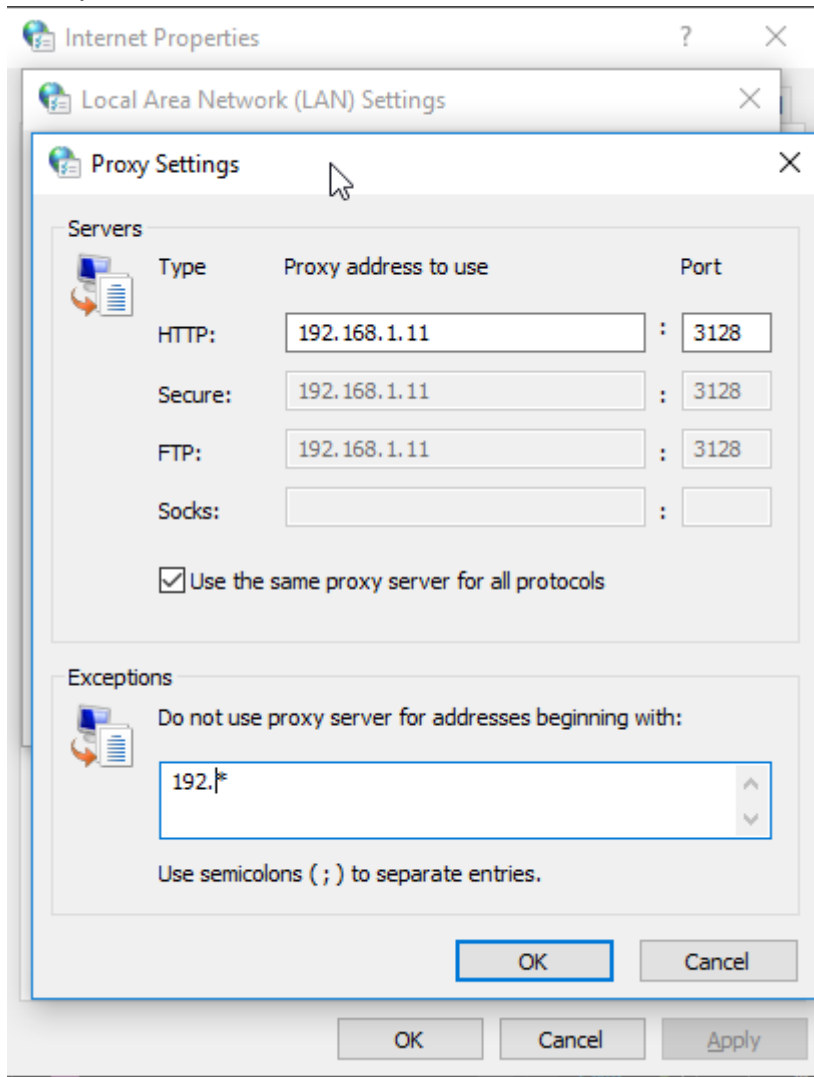 Internet Properties ?
Local Area Network (LAN) Settings
Proxy Settings
Servers
Type Proxy address to use Port
HTTP: 192.168.1.11 : 3128
Secure: 192.168.1.11 : 3128
FTP: 192.168.1.11 : 3128
Socks: :
Use the same proxy server for all protocols
Exceptions
Do not use proxy server for addresses beginning with:
192.*
Use semicolons ( ; ) to separate entries.
OK Cancel
OK Cancel Apply